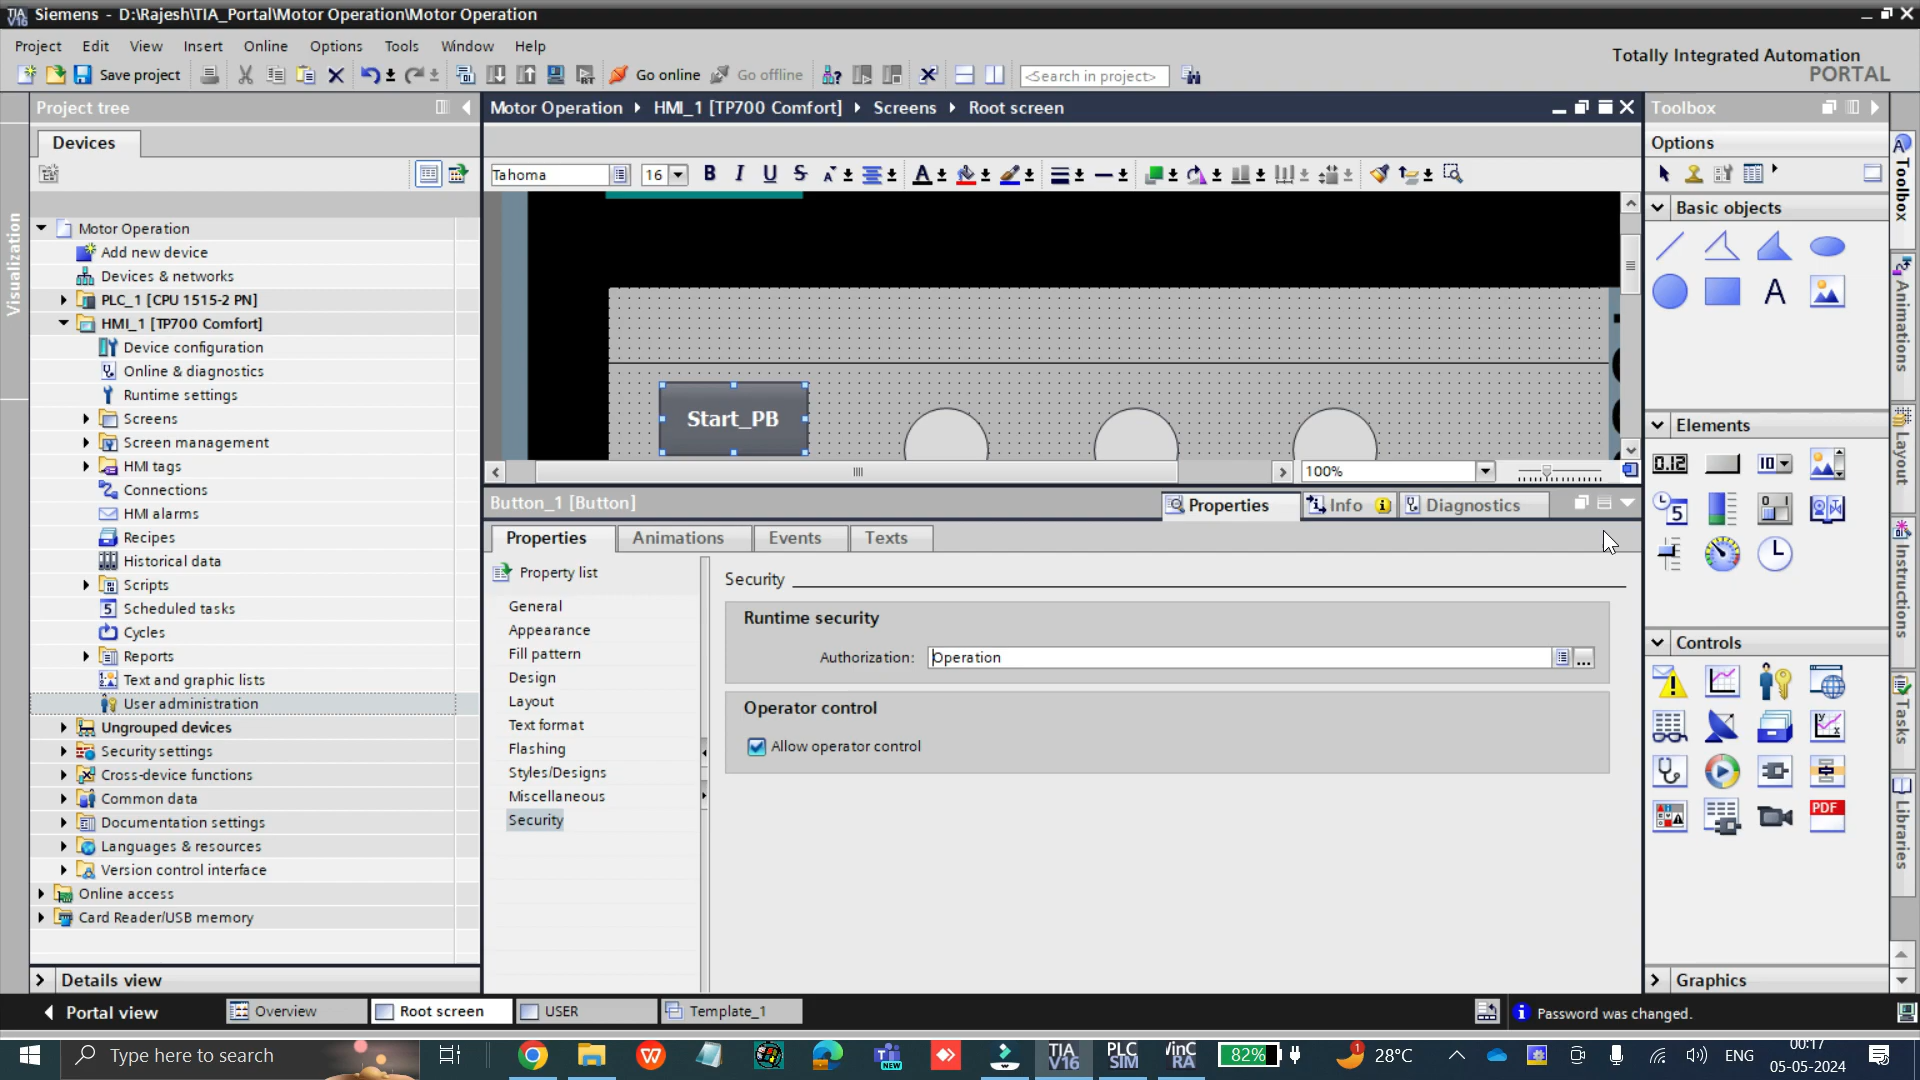 Siemens - D:\Rajesh\TIA_Portal\Motor Operation\Motor Operation
Project Edit View Insert Online Options Tools Window Help
Totally Integrated Automation
PORTAL
Save project Go online Go offline <Search in project>
Project tree
Motor Operation HMI_1 [TP700 Comfort] Screens Root screen
Toolbox
Devices
Options
Tahoma 16 B I U S A
Basic objects
Visualization
Motor Operation
Add new device
Devices & networks
PLC_1 [CPU 1515-2 PN]
HMI_1 [TP700 Comfort]
Device configuration
Online & diagnostics
Runtime settings
Screens
Screen management
HMI tags
Connections
HMI alarms
Recipes
Historical data
Scripts
Scheduled tasks
Cycles
Reports
Text and graphic lists
User administration
Ungrouped devices
Security settings
Cross-device functions
Common data
Documentation settings
Languages & resources
Version control interface
Online access
Card Reader/USB memory
Details view
Start_PB
100%
Button_1 [Button]
Properties Info Diagnostics
Properties Animations Events Texts
Property list
General
Appearance
Fill pattern
Design
Layout
Text format
Flashing
Styles/Designs
Miscellaneous
Security
Security
Runtime security
Authorization: Operation
Operator control
Allow operator control
A
Elements
0.12 10
5
Controls
PDF
Graphics
Toolbox
Animations
Layout
Instructions
Tasks
Libraries
Portal view Overview Root screen USER Template_1 Password was changed.
Type here to search
TIA V16
PLC SIM
82%
28°C
ENG
00:17
05-05-2024